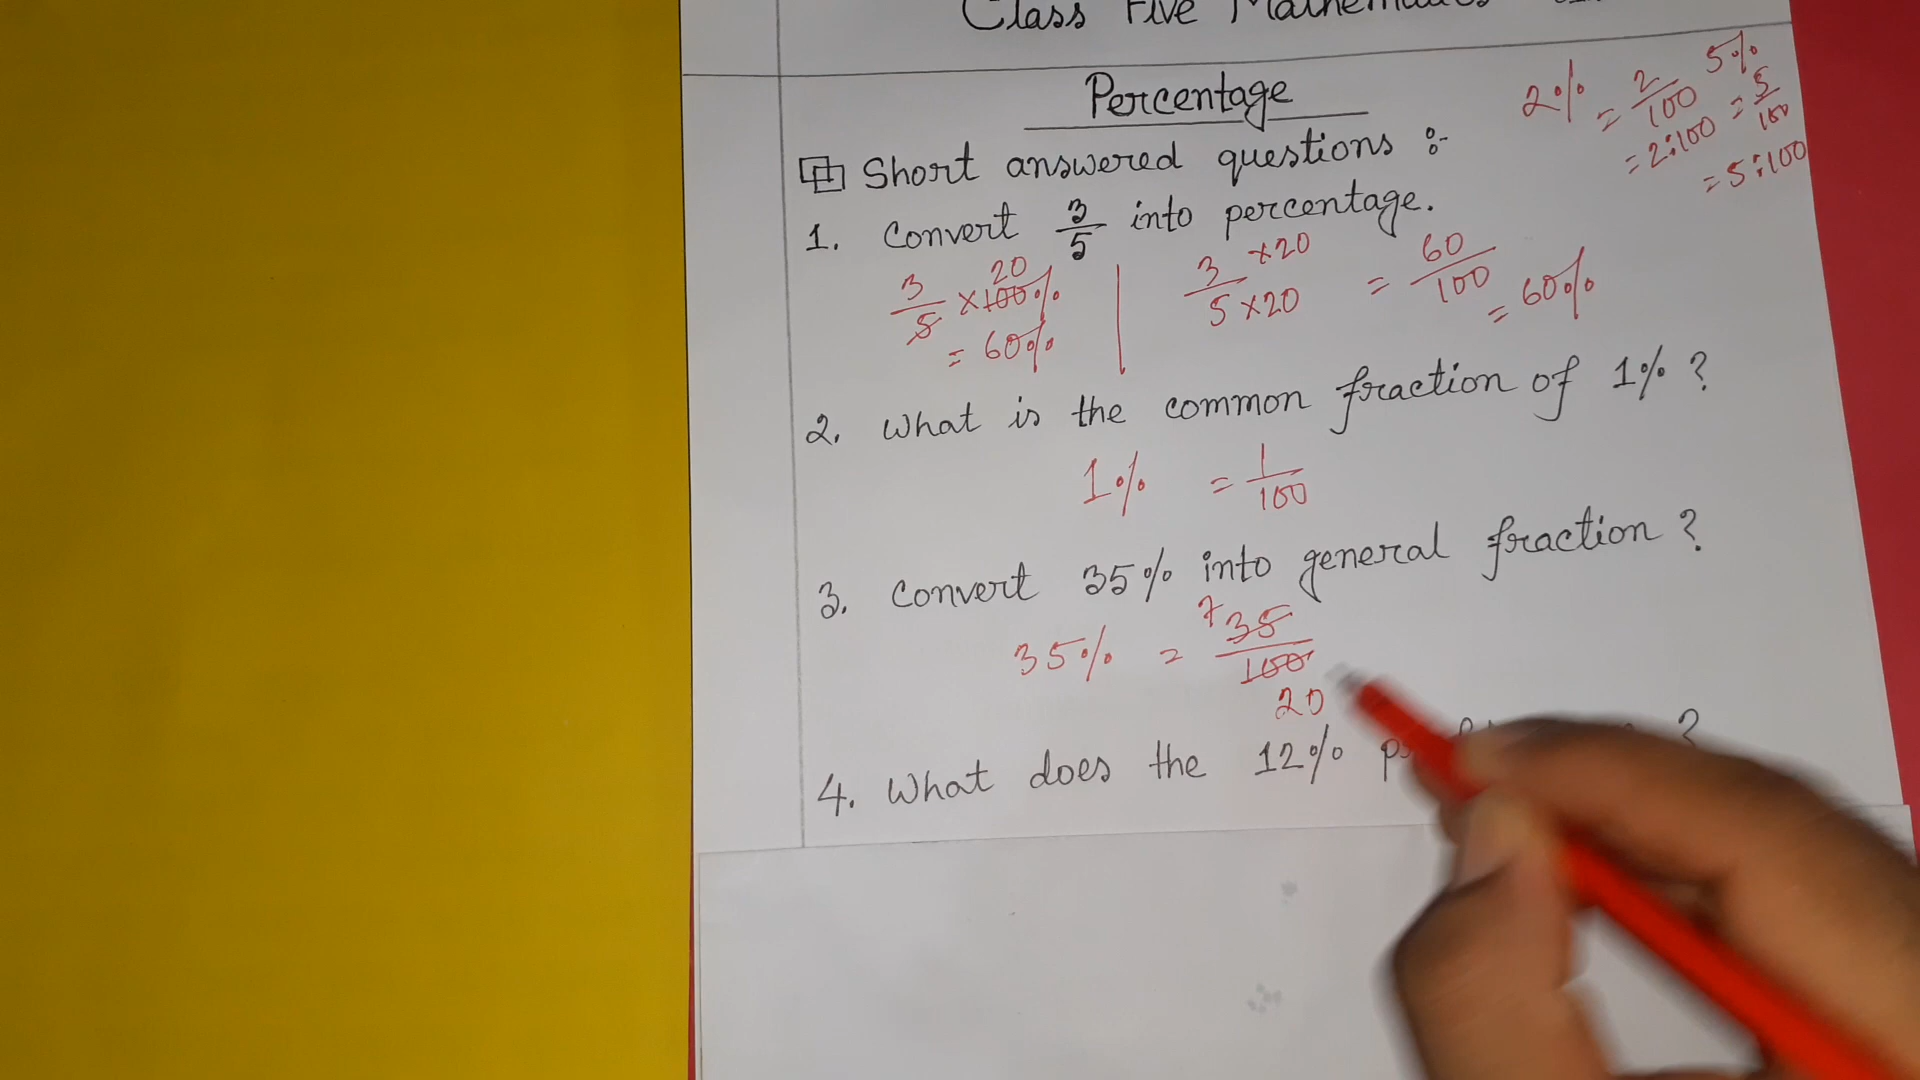 Class Five Mathematics
Percentage
2% = 2/100 = 2:100
5% = 5/100 = 5:100
Short answered questions :-
1. Convert 3/5 into percentage.
3/5 × 100% 20
= 60%
3×20/5×20 = 60/100 = 60%
2. What is the common fraction of 1% ?
1% = 1/100
3. Convert 35% into general fraction ?
35% = 35/100
7
20
4. What does the 12% ?